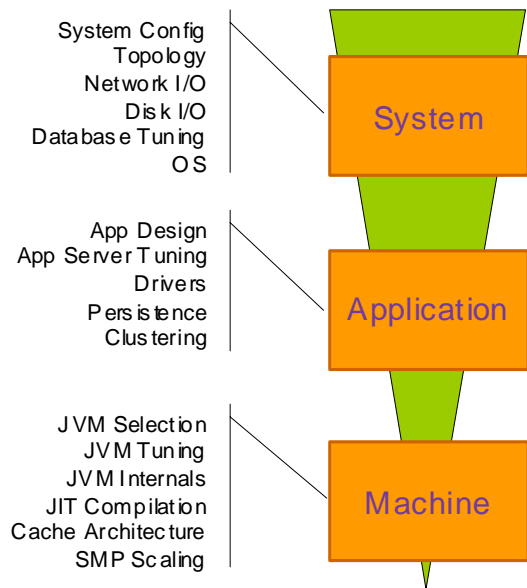 System Config
Topology
Network I/O
Disk I/O
Database Tuning
OS
System
App Design
App Server Tuning
Drivers
Persistence
Clustering
Application
JVM Selection
JVM Tuning
JVM Internals
JIT Compilation
Cache Architecture
SMP Scaling
Machine